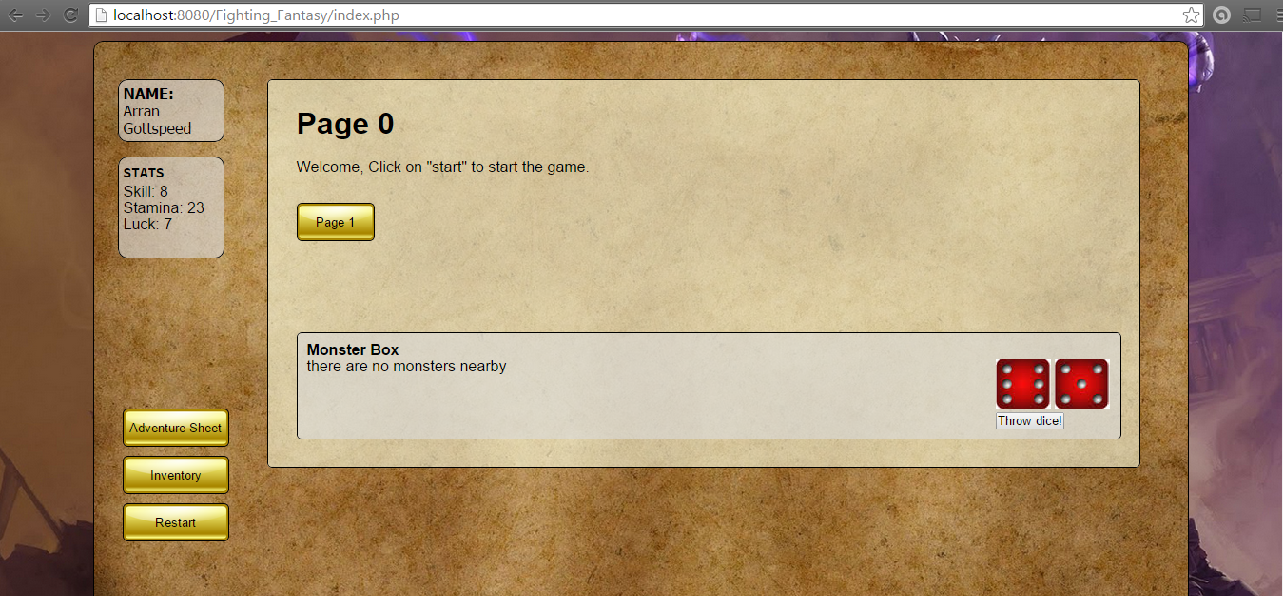 localhost:8080/Fighting_Fantasy/index.php
NAME:
Arran
Gottspeed
STATS
Skill: 8
Stamina: 23
Luck: 7
Adventure Sheet
Inventory
Restart
Page 0
Welcome, Click on "start" to start the game.
Page 1
Monster Box
there are no monsters nearby
Throw dice!